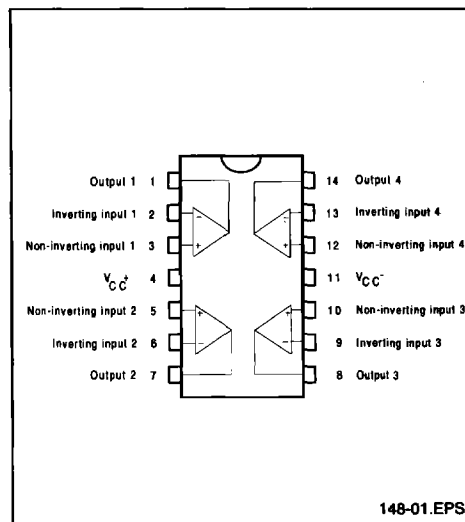 Output 1 1 14 Output 4
Inverting input 1 2 - - 13 Inverting input 4
Non-inverting input 1 3 + + 12 Non-inverting input 4
VCC+ 4 11 VCC-
Non-inverting input 2 5 + + 10 Non-inverting input 3
Inverting input 2 6 - - 9 Inverting input 3
Output 2 7 8 Output 3
148-01.EPS